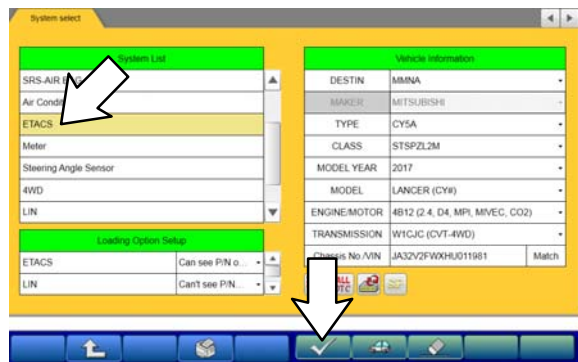 System select
System List
SRS-AIR
Air Condit
ETACS
Meter
Steering Angle Sensor
4WD
LIN
Loading Option Setup
ETACS Can see P/N o...
LIN Can't see P/N...
Vehicle Information
DESTIN MMNA
MAKER MITSUBISHI
TYPE CY5A
CLASS STSPZL2M
MODEL YEAR 2017
MODEL LANCER (CY#)
ENGINE/MOTOR 4B12 (2.4, D4, MPI, MIVEC, CO2)
TRANSMISSION W1CJC (CVT-4WD)
Chassis No./VIN JA32V2FWXHU011981 Match
ALL
DTC